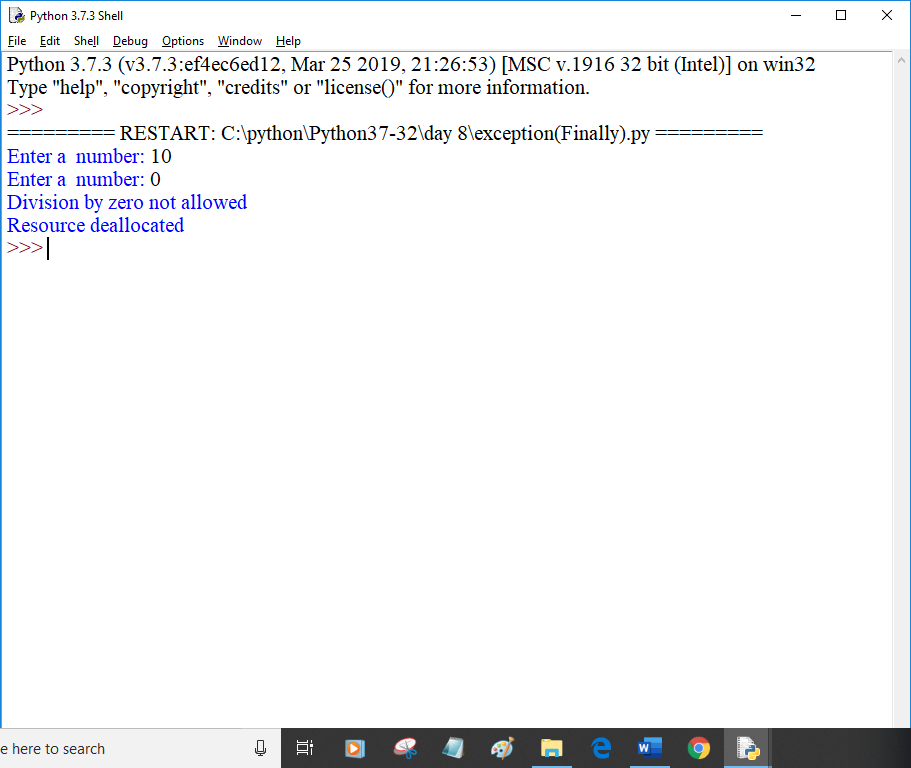 Python 3.7.3 Shell
File Edit Shell Debug Options Window Help
Python 3.7.3 (v3.7.3:ef4ec6ed12, Mar 25 2019, 21:26:53) [MSC v.1916 32 bit (Intel)] on win32
Type "help", "copyright", "credits" or "license()" for more information.
>>>
========= RESTART: C:\python\Python37-32\day 8\exception(Finally).py =========
Enter a  number: 10
Enter a  number: 0
Division by zero not allowed
Resource deallocated
>>>
e here to search